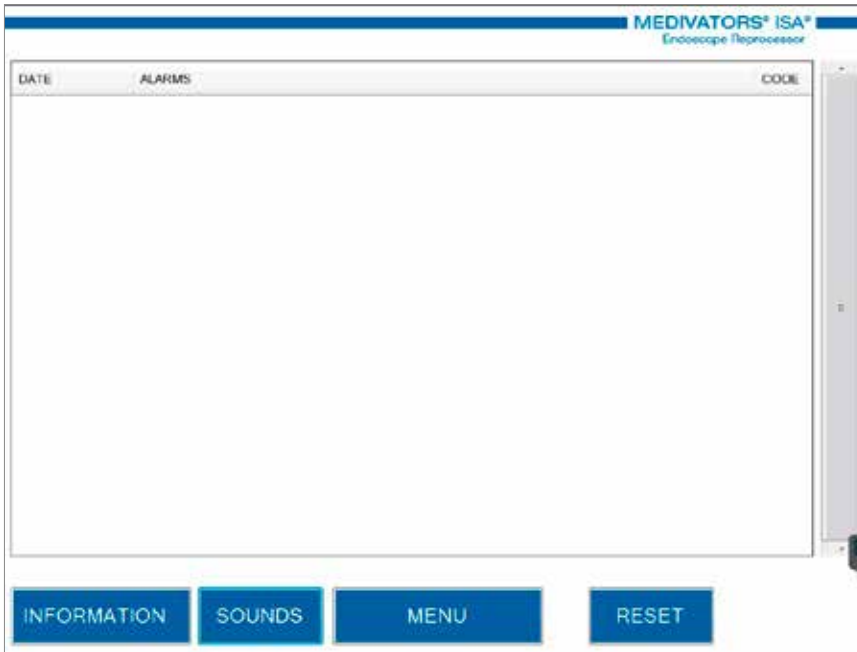 MEDIVATORS® ISA®
Endoscope Reprocessor
DATE ALARMS CODE
INFORMATION SOUNDS MENU RESET